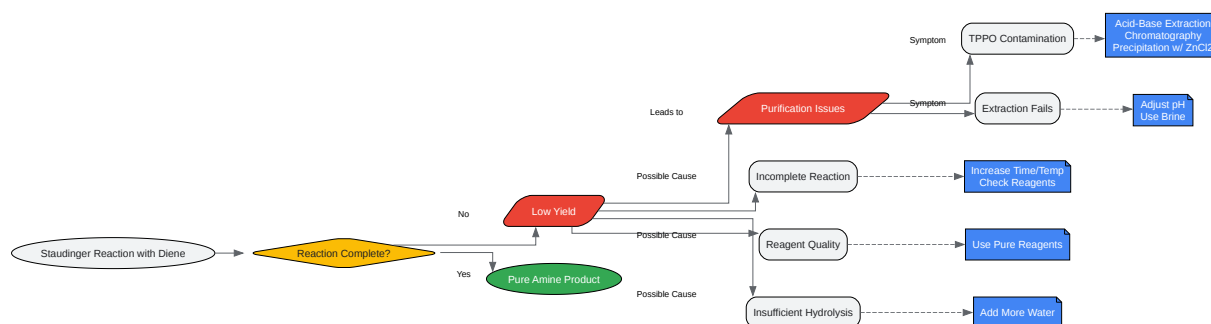 Acid-Base Extraction
Chromatography
Precipitation w/ ZnCl2
Symptom
TPPO Contamination
Purification Issues
Symptom
Extraction Fails
Adjust pH
Use Brine
Leads to
Possible Cause
Incomplete Reaction
Increase Time/Temp
Check Reagents
No
Low Yield
Possible Cause
Reagent Quality
Use Pure Reagents
Staudinger Reaction with Diene
Reaction Complete?
Yes
Pure Amine Product
Possible Cause
Insufficient Hydrolysis
Add More Water